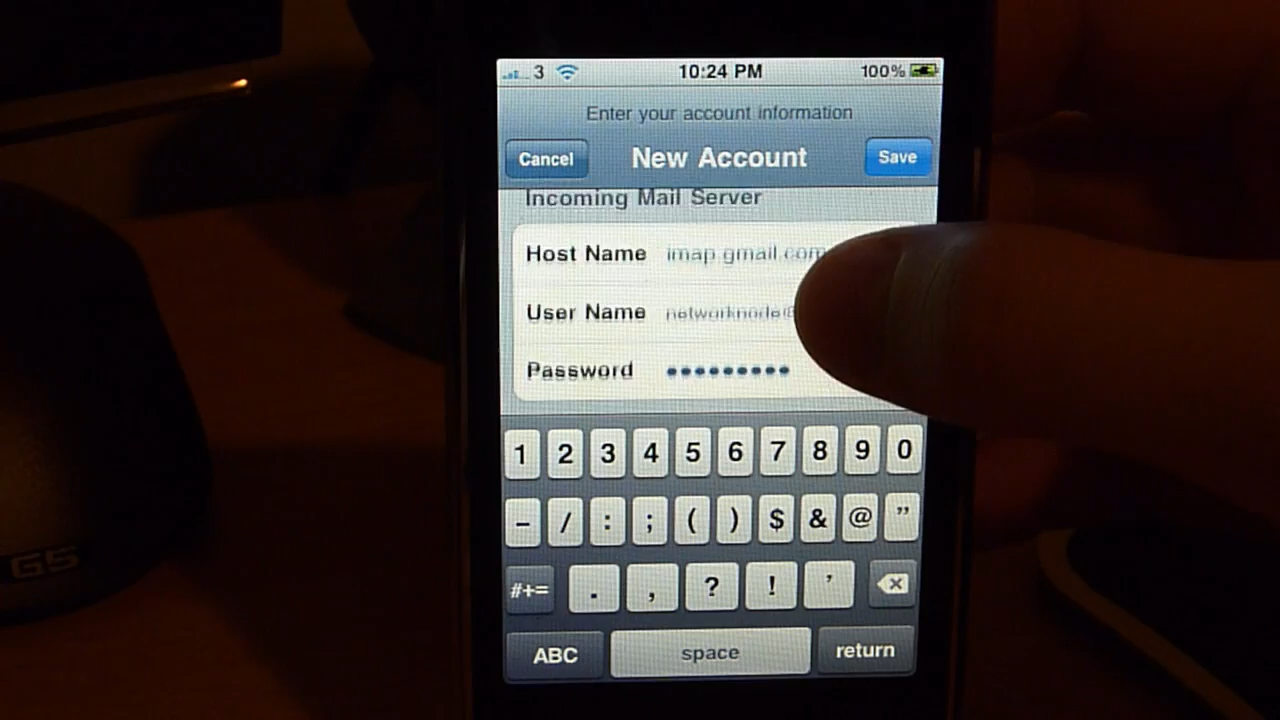 3 10:24 PM 100%
Enter your account information
Cancel New Account Save
Incoming Mail Server
Host Name imap.gmail.com
User Name networknode@
Password •••••••••
1 2 3 4 5 6 7 8 9 0
- / : ; ( ) $ & @ "
#+= . , ? ! '
ABC space return
G5